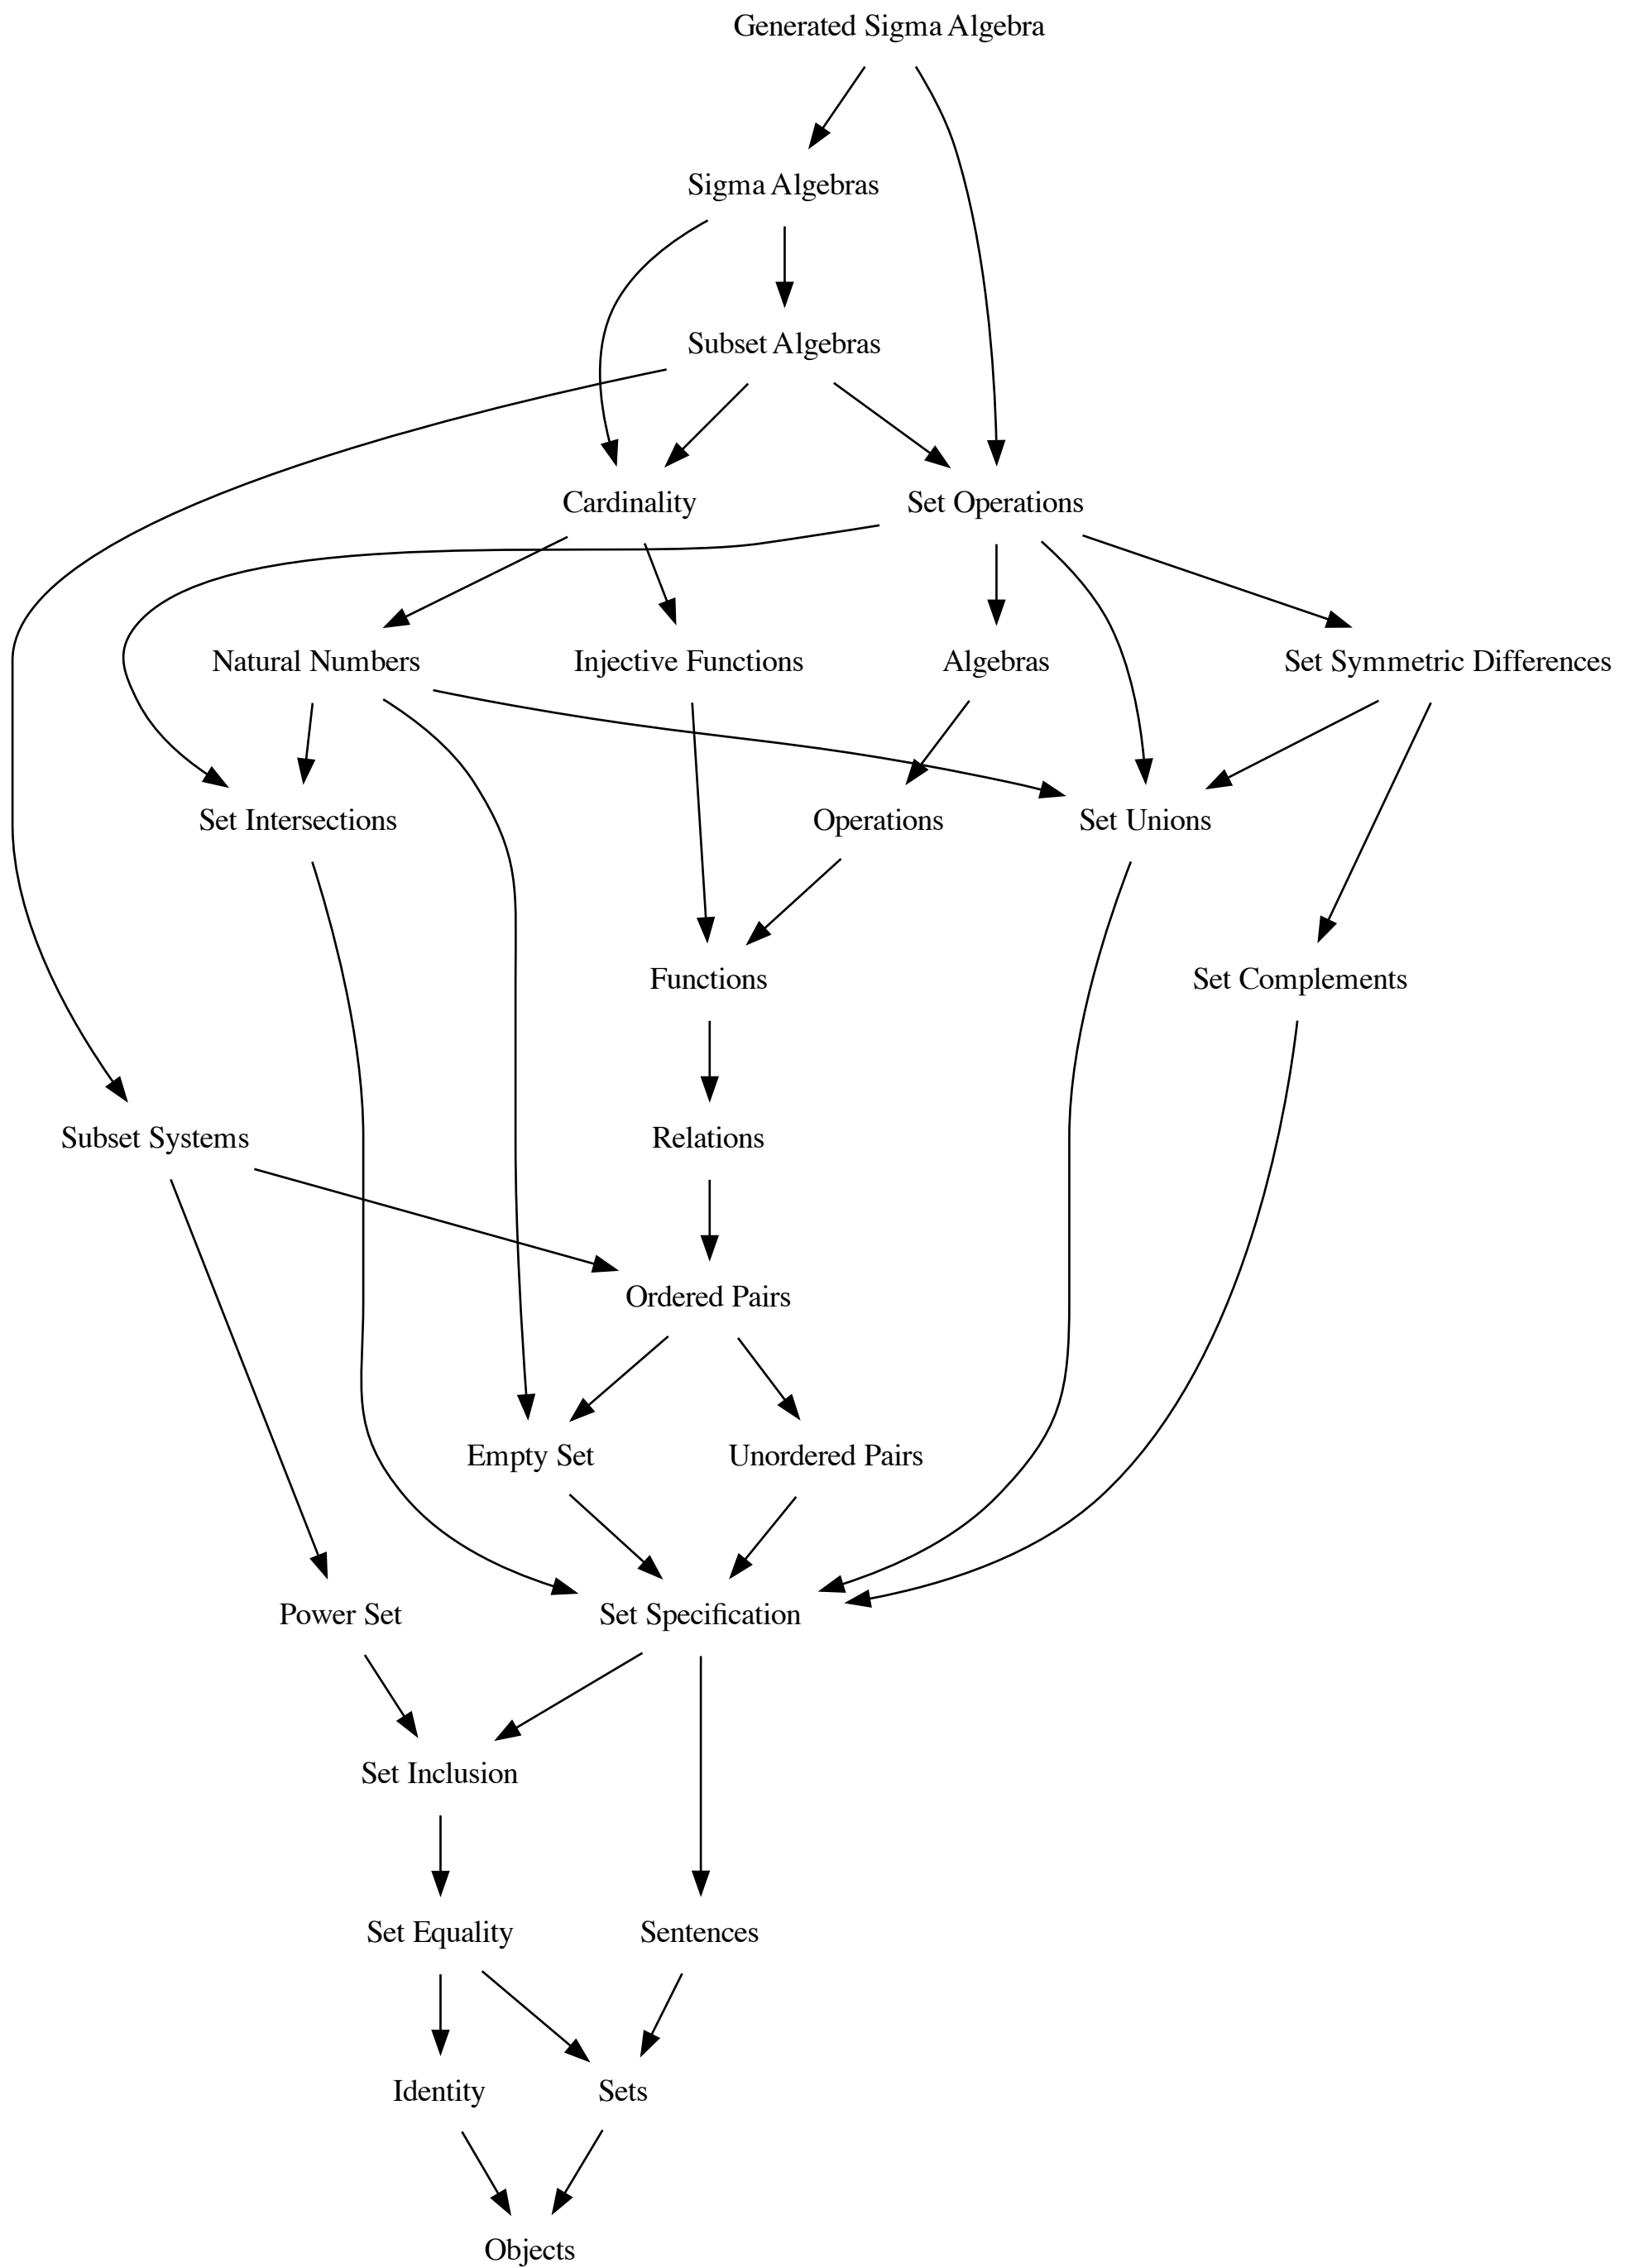 Generated Sigma Algebra
Sigma Algebras
Subset Algebras
Cardinality
Set Operations
Natural Numbers
Injective Functions
Algebras
Set Symmetric Differences
Set Intersections
Operations
Set Unions
Functions
Set Complements
Subset Systems
Relations
Ordered Pairs
Empty Set
Unordered Pairs
Power Set
Set Specification
Set Inclusion
Set Equality
Sentences
Identity
Sets
Objects